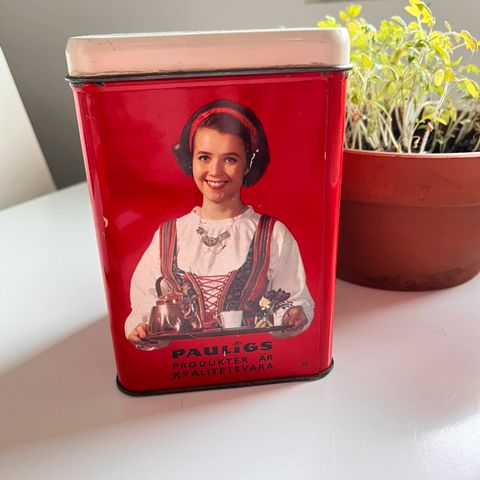 PAULIGS
PRODUKTER ÄR
KVALITETSVARA